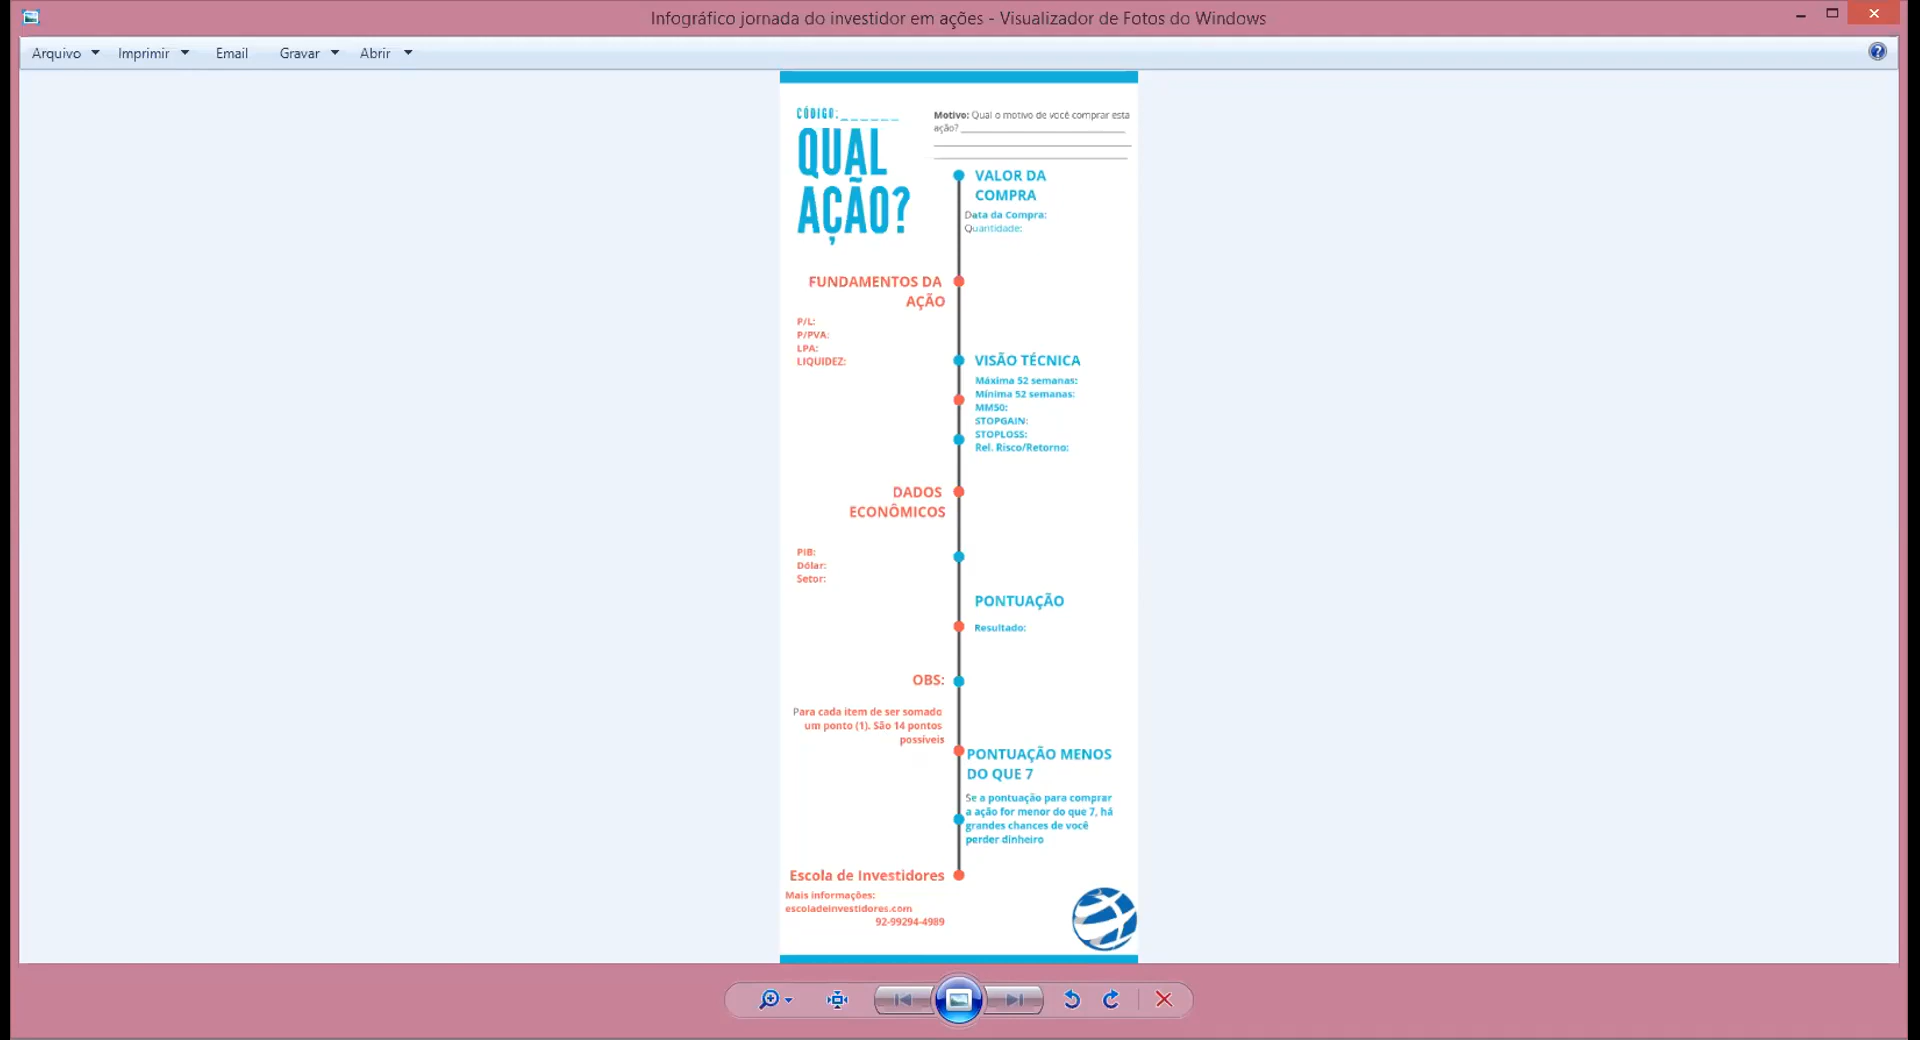 Infográfico jornada do investidor em ações - Visualizador de Fotos do Windows
Arquivo Imprimir Email Gravar Abrir
CÓDIGO:______
QUAL
AÇÃO?
Motivo: Qual o motivo de você comprar esta
ação?
VALOR DA
COMPRA
Data da Compra:
Quantidade:
FUNDAMENTOS DA
AÇÃO
P/L:
P/PVA:
LPA:
LIQUIDEZ:
VISÃO TÉCNICA
Máxima 52 semanas:
Mínima 52 semanas:
MM50:
STOPGAIN:
STOPLOSS:
Rel. Risco/Retorno:
DADOS
ECONÔMICOS
PIB:
Dólar:
Setor:
PONTUAÇÃO
Resultado:
OBS:
Para cada item de ser somado
um ponto (1). São 14 pontos
possíveis
PONTUAÇÃO MENOS
DO QUE 7
Se a pontuação para comprar
a ação for menor do que 7, há
grandes chances de você
perder dinheiro
Escola de Investidores
Mais informações:
escoladeinvestidores.com
92-99294-4989